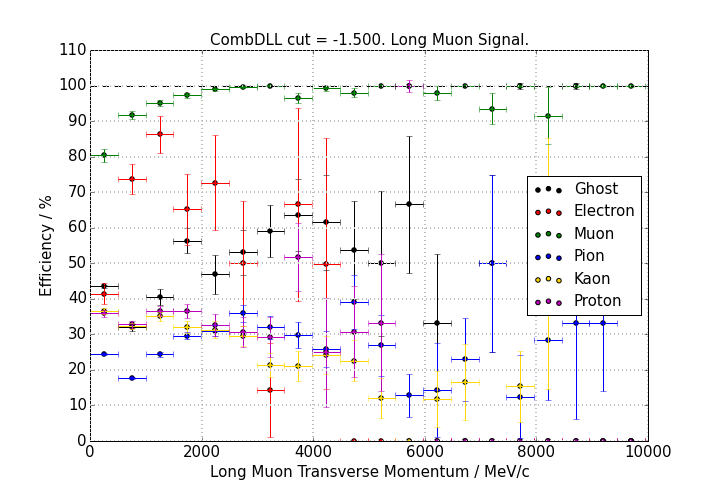 CombDLL cut = -1.500. Long Muon Signal.
110
100
90
80
70
60
50
40
30
20
10
0
Efficiency / %
Ghost
Electron
Muon
Pion
Kaon
Proton
0 2000 4000 6000 8000 10000
Long Muon Transverse Momentum / MeV/c